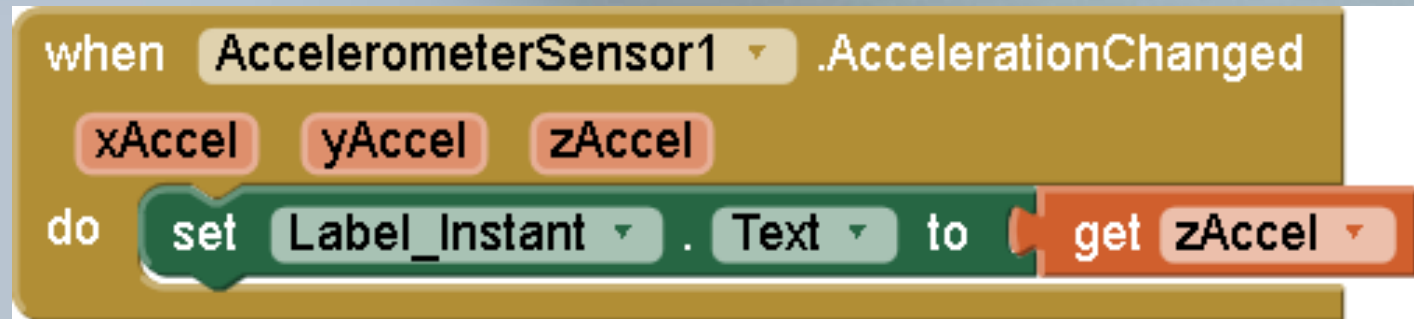 when AccelerometerSensor1 .AccelerationChanged
xAccel yAccel zAccel
do set Label_Instant . Text to get zAccel